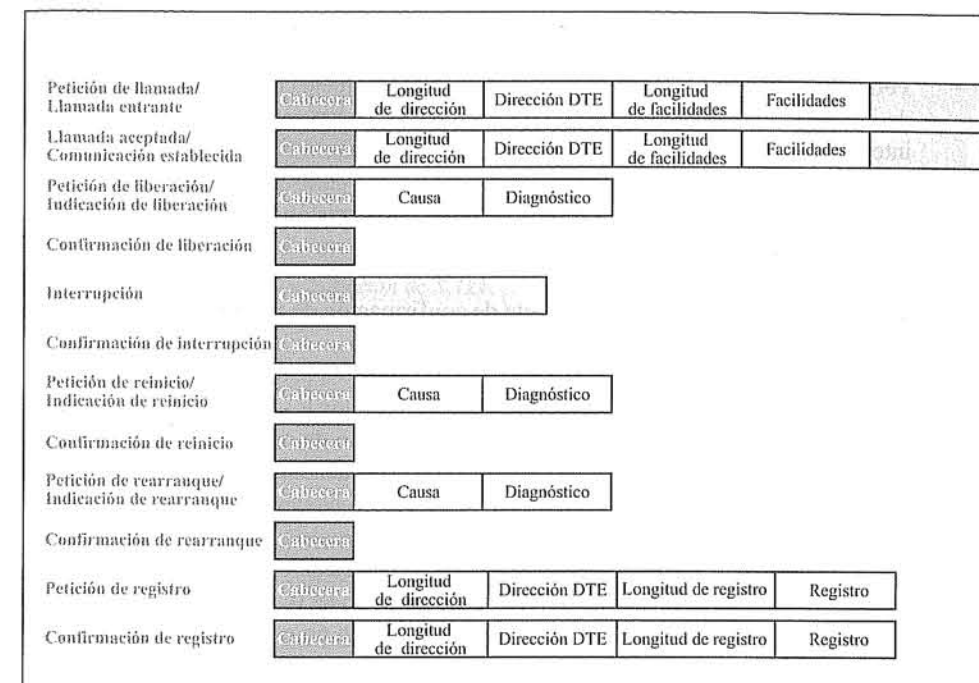 Petición de llamada/
Llamada entrante
Cabecera
Longitud
de dirección
Dirección DTE
Longitud
de facilidades
Facilidades
Llamada aceptada/
Comunicación establecida
Cabecera
Longitud
de dirección
Dirección DTE
Longitud
de facilidades
Facilidades
Petición de liberación/
Indicación de liberación
Cabecera
Causa
Diagnóstico
Confirmación de liberación
Cabecera
Interrupción
Cabecera
Confirmación de interrupción
Cabecera
Petición de reinicio/
Indicación de reinicio
Cabecera
Causa
Diagnóstico
Confirmación de reinicio
Cabecera
Petición de rearranque/
Indicación de rearranque
Cabecera
Causa
Diagnóstico
Confirmación de rearranque
Cabecera
Petición de registro
Cabecera
Longitud
de dirección
Dirección DTE
Longitud de registro
Registro
Confirmación de registro
Cabecera
Longitud
de dirección
Dirección DTE
Longitud de registro
Registro